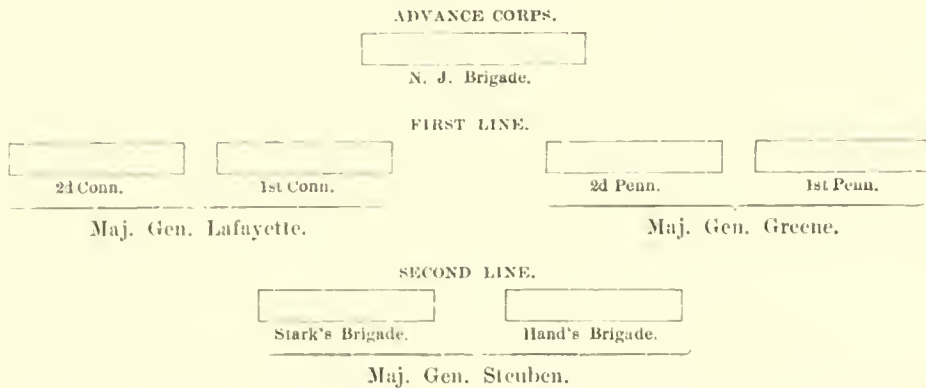 ADVANCE CORPS.
N. J. Brigade.
FIRST LINE.
2d Conn. 1st Conn. 2d Penn. 1st Penn.
Maj. Gen. Lafayette. Maj. Gen. Greene.
SECOND LINE.
Stark's Brigade. Hand's Brigade.
Maj. Gen. Steuben.